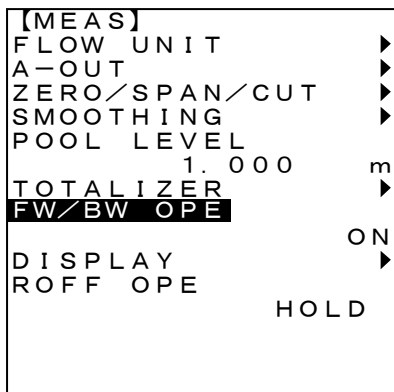 【MEAS】
FLOW UNIT
A－OUT
ZERO／SPAN／CUT
SMOOTHING
POOL LEVEL
1．000 m
TOTALIZER
FW／BW OPE
ON
DISPLAY
ROFF OPE
HOLD